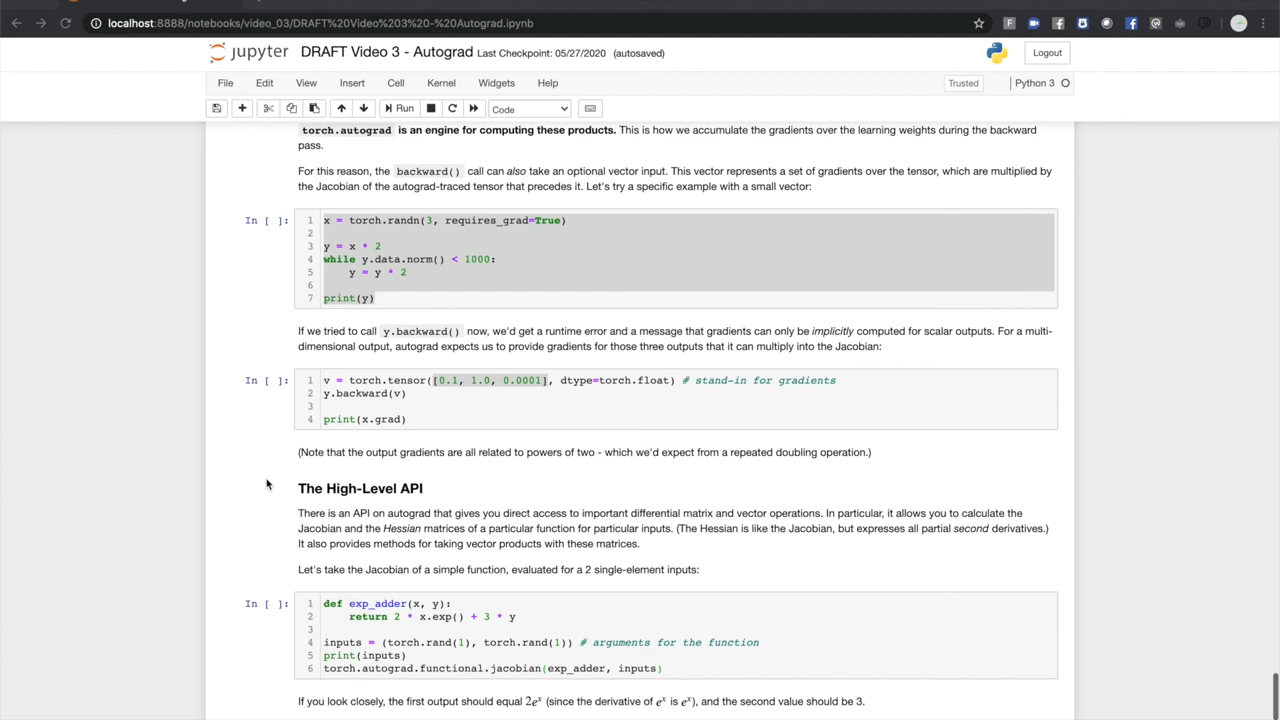 localhost:8888/notebooks/video_03/DRAFT%20Video%203%20-%20Autograd.ipynb
jupyter DRAFT Video 3 - Autograd Last Checkpoint: 05/27/2020 (autosaved)
Logout
File Edit View Insert Cell Kernel Widgets Help
Trusted
Python 3
Run
Code
torch.autograd is an engine for computing these products. This is how we accumulate the gradients over the learning weights during the backward
pass.
For this reason, the backward() call can also take an optional vector input. This vector represents a set of gradients over the tensor, which are multiplied by
the Jacobian of the autograd-traced tensor that precedes it. Let's try a specific example with a small vector:
In [ ]:
1 x = torch.randn(3, requires_grad=True)
2
3 y = x * 2
4 while y.data.norm() < 1000:
5     y = y * 2
6
7 print(y)
If we tried to call y.backward() now, we'd get a runtime error and a message that gradients can only be implicitly computed for scalar outputs. For a multi-
dimensional output, autograd expects us to provide gradients for those three outputs that it can multiply into the Jacobian:
In [ ]:
1 v = torch.tensor([0.1, 1.0, 0.0001], dtype=torch.float) # stand-in for gradients
2 y.backward(v)
3
4 print(x.grad)
(Note that the output gradients are all related to powers of two - which we'd expect from a repeated doubling operation.)
The High-Level API
There is an API on autograd that gives you direct access to important differential matrix and vector operations. In particular, it allows you to calculate the
Jacobian and the Hessian matrices of a particular function for particular inputs. (The Hessian is like the Jacobian, but expresses all partial second derivatives.)
It also provides methods for taking vector products with these matrices.
Let's take the Jacobian of a simple function, evaluated for a 2 single-element inputs:
In [ ]:
1 def exp_adder(x, y):
2     return 2 * x.exp() + 3 * y
3
4 inputs = (torch.rand(1), torch.rand(1)) # arguments for the function
5 print(inputs)
6 torch.autograd.functional.jacobian(exp_adder, inputs)
If you look closely, the first output should equal 2eˣ (since the derivative of eˣ is eˣ), and the second value should be 3.